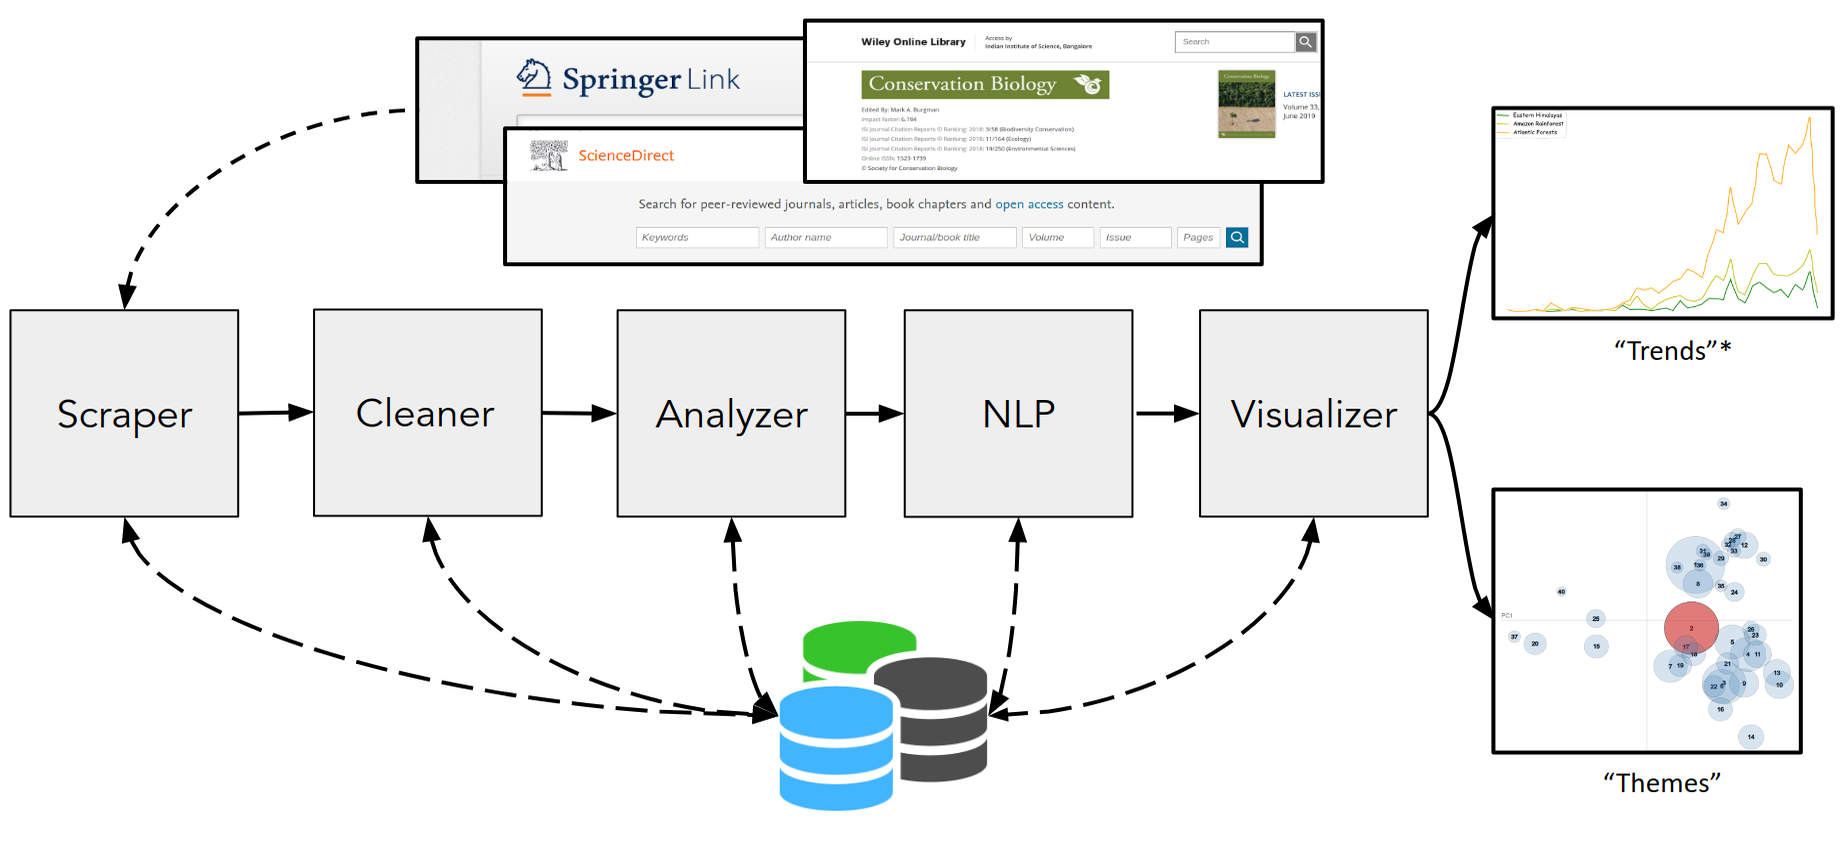 Springer Link
ScienceDirect
Search for peer-reviewed journals, articles, book chapters and open access content.
Keywords
Author name
Journal/book title
Volume
Issue
Pages
Wiley Online Library
Access by
Indian Institute of Science, Bangalore
Search
Conservation Biology
Edited By: Mark A. Burgman
Impact factor: 6.194
ISI Journal Citation Reports © Ranking: 2018: 3/58 (Biodiversity Conservation)
ISI Journal Citation Reports © Ranking: 2018: 11/164 (Ecology)
ISI Journal Citation Reports © Ranking: 2018: 19/250 (Environmental Sciences)
Online ISSN: 1523-1739
© Society for Conservation Biology
Conservation Biology
LATEST ISS
Volume 33,
June 2019
Scraper
Cleaner
Analyzer
NLP
Visualizer
Eastern Himalayas
Amazon Rainforest
Atlantic Forests
“Trends”*
34
27
12
32
33
31
29
30
38
36
8
35
24
40
PC1
25
2
26
23
37
20
15
5
17
18
4
11
7
19
21
13
22
3
9
10
16
14
“Themes”